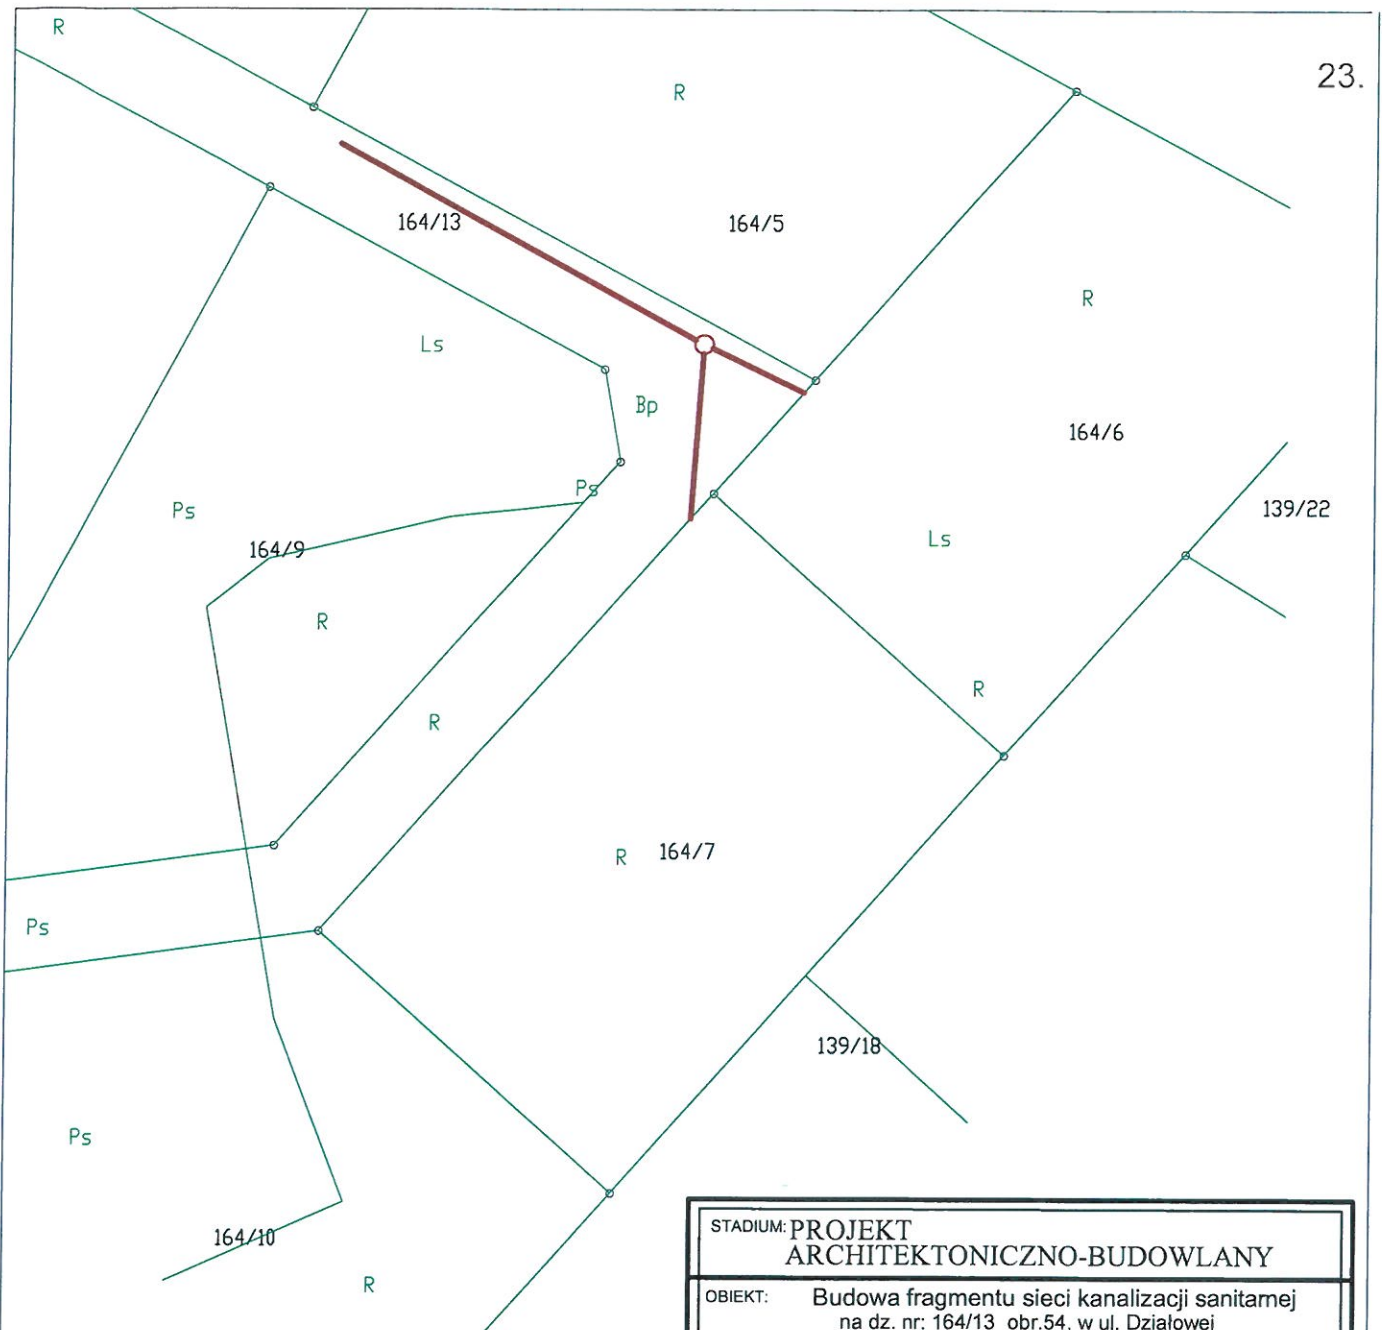 R
R
23.
164/13
164/5
R
Ls
Bp
164/6
Ps
Ps
139/22
Ls
164/9
R
R
R
R 164/7
Ps
139/18
Ps
164/10
R
STADIUM: PROJEKT
ARCHITEKTONICZNO-BUDOWLANY
OBIEKT: Budowa fragmentu sieci kanalizacji sanitarnej
na dz. nr: 164/13 obr.54, w ul. Działowej